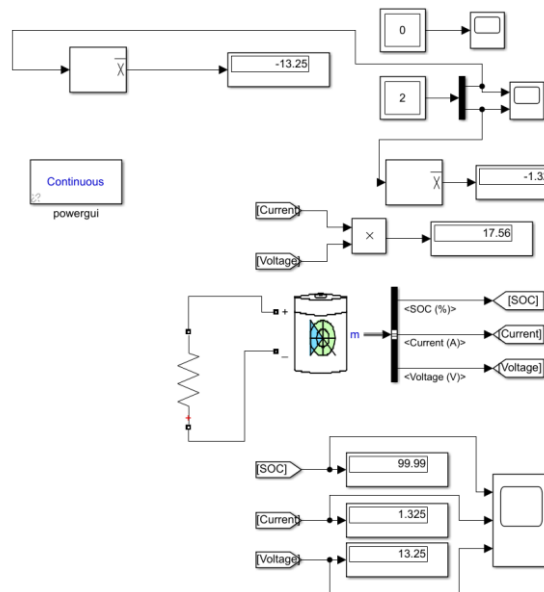 0
-13.25
X
2
Continuous
powergui
X
-1.32
[Current]
×
17.56
[Voltage]
+
<SOC (%)>
[SOC]
m
<Current (A)>
[Current]
–
<Voltage (V)>
[Voltage]
+
[SOC]
99.99
[Current]
1.325
[Voltage]
13.25